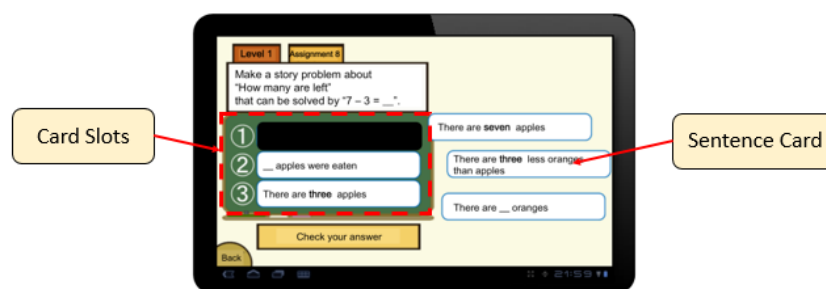 Level 1
Assignment 8
Make a story problem about
"How many are left"
that can be solved by "7 – 3 = __".
Card Slots
①
② __ apples were eaten
③ There are three apples
There are seven apples
There are three less oranges
than apples
There are __ oranges
Sentence Card
Check your answer
Back
21:59